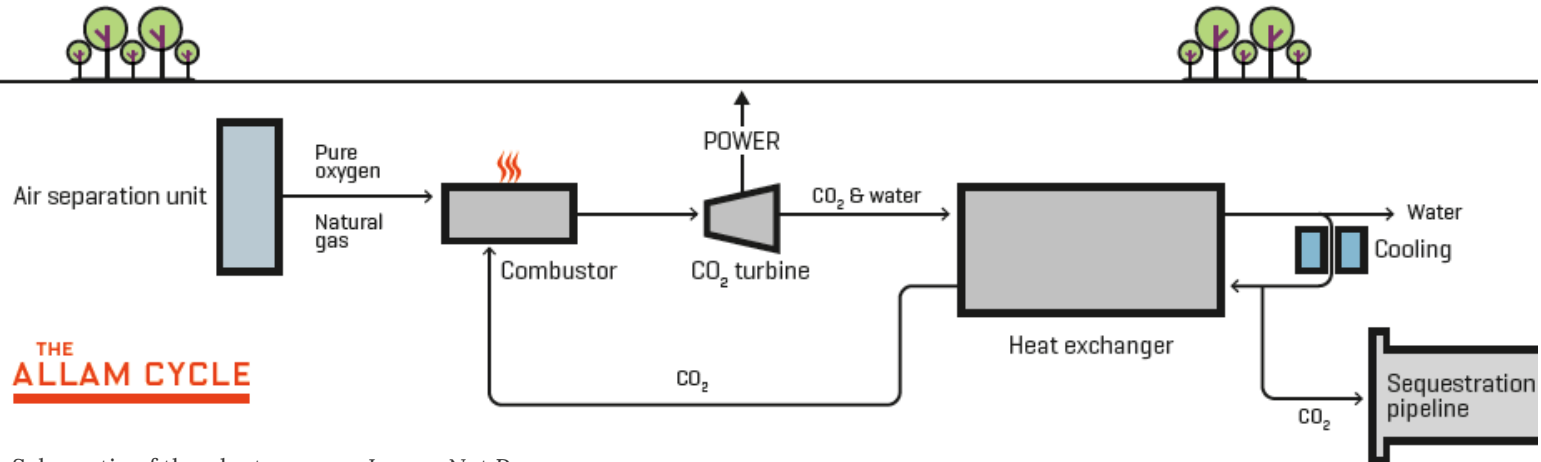 POWER
Pure
oxygen
Air separation unit
Natural
gas
Combustor
CO₂ turbine
CO₂ & water
Water
Cooling
Heat exchanger
THE
ALLAM CYCLE
CO₂
CO₂
Sequestration
pipeline